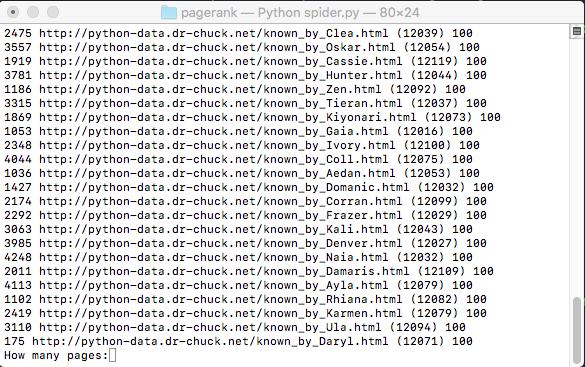 pagerank — Python spider.py — 80×24
2475 http://python-data.dr-chuck.net/known_by_Clea.html (12039) 100
3557 http://python-data.dr-chuck.net/known_by_Oskar.html (12054) 100
1919 http://python-data.dr-chuck.net/known_by_Cassie.html (12119) 100
3781 http://python-data.dr-chuck.net/known_by_Hunter.html (12044) 100
1186 http://python-data.dr-chuck.net/known_by_Zen.html (12092) 100
3315 http://python-data.dr-chuck.net/known_by_Tieran.html (12037) 100
1869 http://python-data.dr-chuck.net/known_by_Kiyonari.html (12073) 100
1053 http://python-data.dr-chuck.net/known_by_Gaia.html (12016) 100
2348 http://python-data.dr-chuck.net/known_by_Ivory.html (12100) 100
4044 http://python-data.dr-chuck.net/known_by_Coll.html (12075) 100
1036 http://python-data.dr-chuck.net/known_by_Aedan.html (12053) 100
1427 http://python-data.dr-chuck.net/known_by_Domanic.html (12032) 100
2174 http://python-data.dr-chuck.net/known_by_Corran.html (12099) 100
2292 http://python-data.dr-chuck.net/known_by_Frazer.html (12029) 100
3063 http://python-data.dr-chuck.net/known_by_Kali.html (12043) 100
3985 http://python-data.dr-chuck.net/known_by_Denver.html (12027) 100
4248 http://python-data.dr-chuck.net/known_by_Naia.html (12032) 100
2011 http://python-data.dr-chuck.net/known_by_Damaris.html (12109) 100
4113 http://python-data.dr-chuck.net/known_by_Ayla.html (12079) 100
1102 http://python-data.dr-chuck.net/known_by_Rhiana.html (12082) 100
2419 http://python-data.dr-chuck.net/known_by_Karmen.html (12079) 100
3110 http://python-data.dr-chuck.net/known_by_Ula.html (12094) 100
175 http://python-data.dr-chuck.net/known_by_Daryl.html (12071) 100
How many pages: